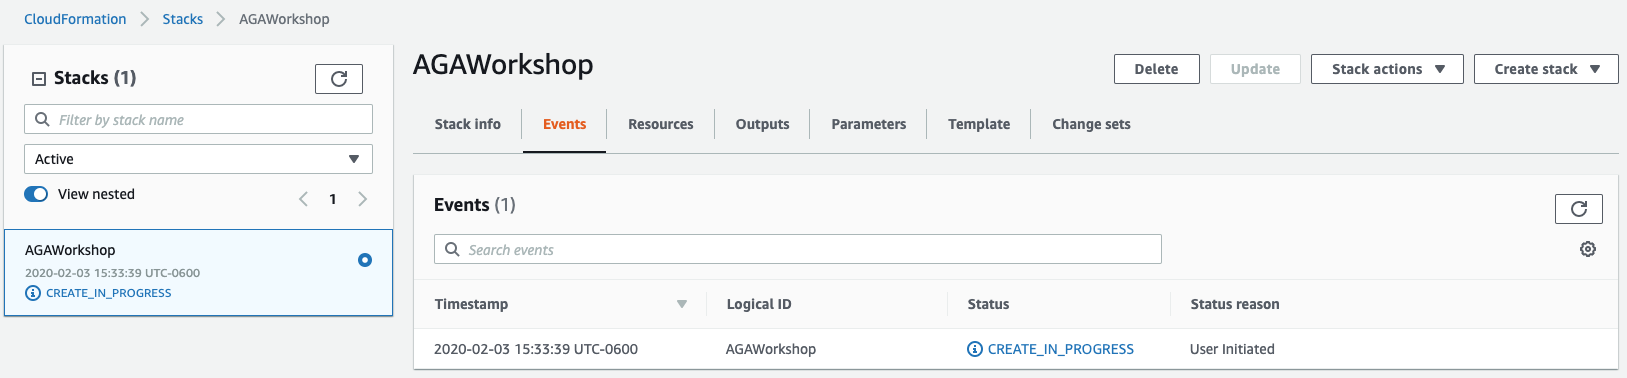 CloudFormation > Stacks > AGAWorkshop
Stacks (1)
Filter by stack name
Active
View nested
1
AGAWorkshop
2020-02-03 15:33:39 UTC-0600
CREATE_IN_PROGRESS
AGAWorkshop
Delete
Update
Stack actions
Create stack
Stack info
Events
Resources
Outputs
Parameters
Template
Change sets
Events (1)
Search events
Timestamp Logical ID Status Status reason
2020-02-03 15:33:39 UTC-0600 AGAWorkshop CREATE_IN_PROGRESS User Initiated